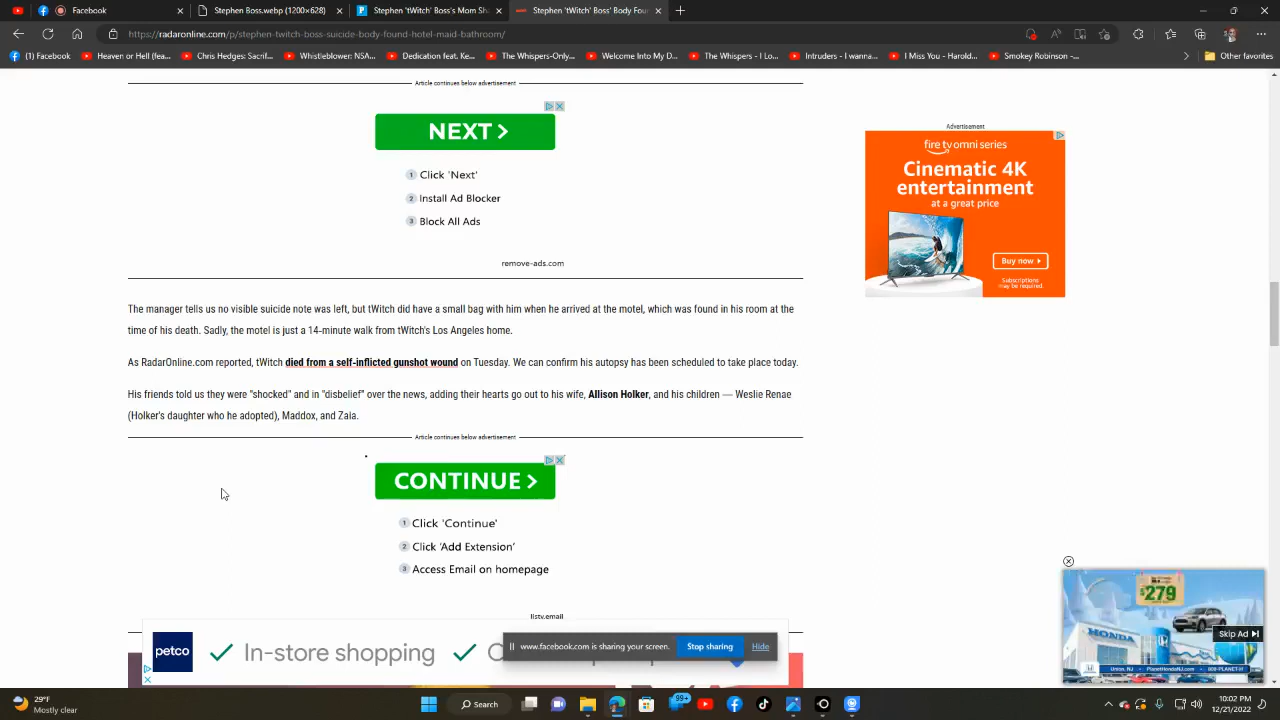 Facebook
Stephen Boss.webp (1200×628)
Stephen 'tWitch' Boss's Mom Sha
Stephen 'tWitch' Boss' Body Foun
https://radaronline.com/p/stephen-twitch-boss-suicide-body-found-hotel-maid-bathroom/
(1) Facebook
Heaven or Hell (fea...
Chris Hedges: Sacrif...
Whistleblower: NSA...
Dedication feat. Ke...
The Whispers-Only...
Welcome Into My D...
The Whispers - I Lo...
Intruders - I wanna...
I Miss You - Harold...
Smokey Robinson -...
Other favorites
Article continues below advertisement
NEXT >
1 Click 'Next'
2 Install Ad Blocker
3 Block All Ads
remove-ads.com
Advertisement
fire tv omni series
Cinematic 4K
entertainment
at a great price
Buy now
Subscriptions
may be required.
The manager tells us no visible suicide note was left, but tWitch did have a small bag with him when he arrived at the motel, which was found in his room at the
time of his death. Sadly, the motel is just a 14-minute walk from tWitch's Los Angeles home.
As RadarOnline.com reported, tWitch died from a self-inflicted gunshot wound on Tuesday. We can confirm his autopsy has been scheduled to take place today.
His friends told us they were "shocked" and in "disbelief" over the news, adding their hearts go out to his wife, Allison Holker, and his children — Weslie Renae
(Holker's daughter who he adopted), Maddox, and Zaia.
Article continues below advertisement
CONTINUE >
1 Click 'Continue'
2 Click 'Add Extension'
3 Access Email on homepage
listv.email
petco
In-store shopping
www.facebook.com is sharing your screen.
Stop sharing
Hide
$279
HONDA
Skip Ad
Union, NJ - PlanetHondaNJ.com - 888-PLANET-H
29°F
Mostly clear
Search
99+
10:02 PM
12/21/2022